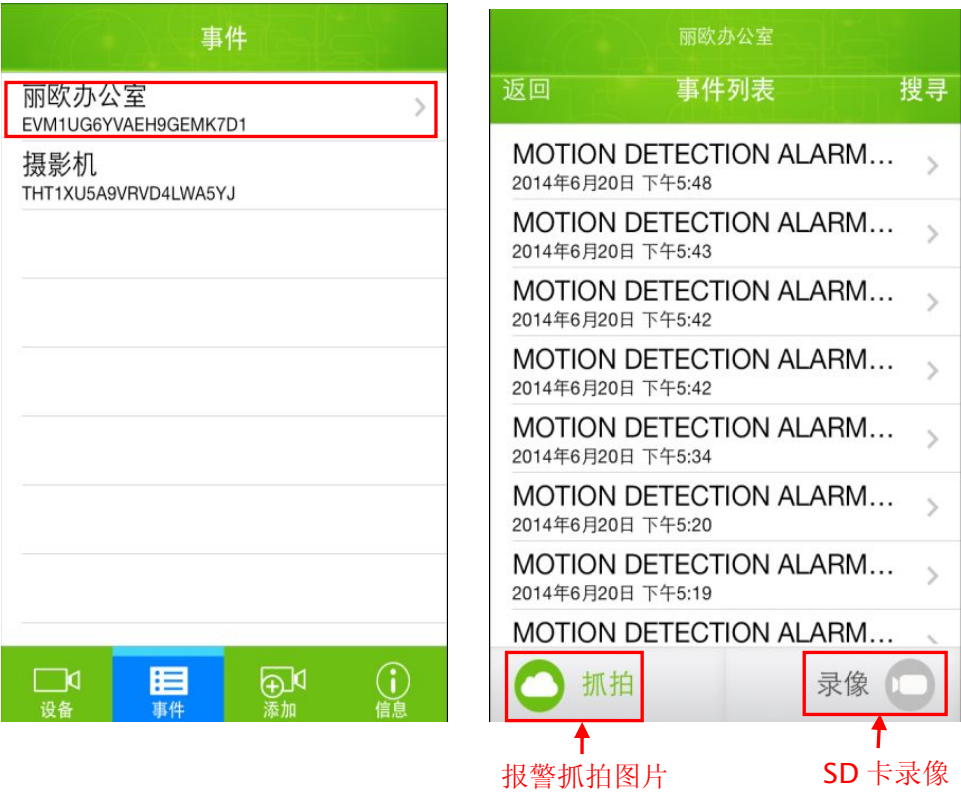 事件
丽欧办公室
EVM1UG6YVAEH9GEMK7D1
摄影机
THT1XU5A9VRVD4LWA5YJ
设备
事件
添加
信息
丽欧办公室
返回 事件列表 搜寻
MOTION DETECTION ALARM...
2014年6月20日 下午5:48
MOTION DETECTION ALARM...
2014年6月20日 下午5:43
MOTION DETECTION ALARM...
2014年6月20日 下午5:42
MOTION DETECTION ALARM...
2014年6月20日 下午5:42
MOTION DETECTION ALARM...
2014年6月20日 下午5:34
MOTION DETECTION ALARM...
2014年6月20日 下午5:20
MOTION DETECTION ALARM...
2014年6月20日 下午5:19
MOTION DETECTION ALARM...
抓拍
录像
报警抓拍图片
SD 卡录像